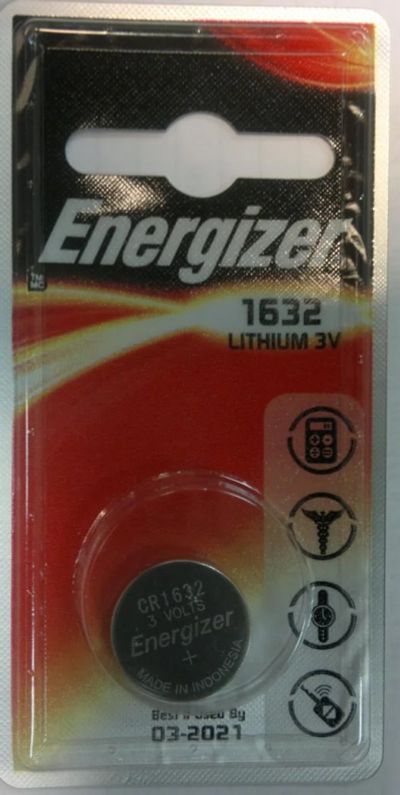 Energizer
TM
MC
1632
LITHIUM 3V
CR1632
3 VOLTS
Energizer
+
MADE IN INDONESIA
Best if Used By
03-2021